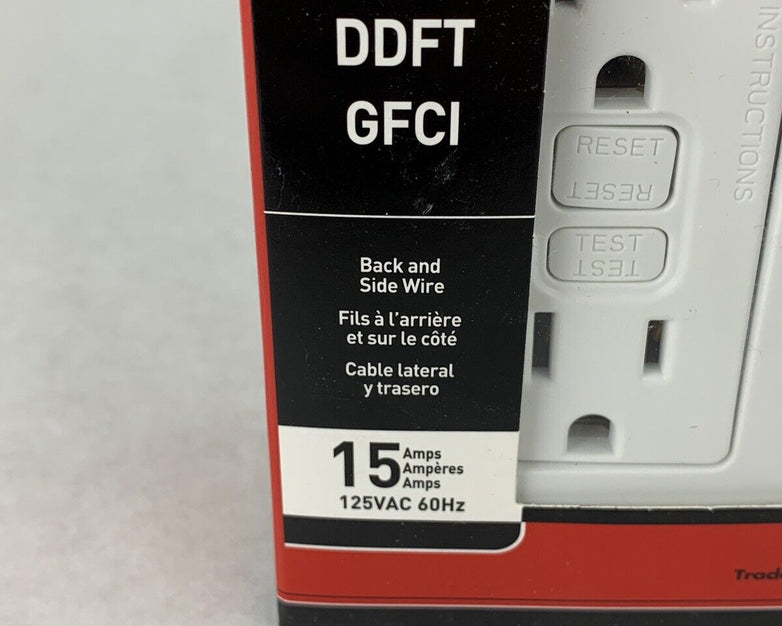 DDFT
GFCI
Back and
Side Wire
Fils à l'arrière
et sur le côté
Cable lateral
y trasero
15 Amps
Ampères
Amps
125VAC 60Hz
RESET
RESET
TEST
TEST
INSTRUCTIONS